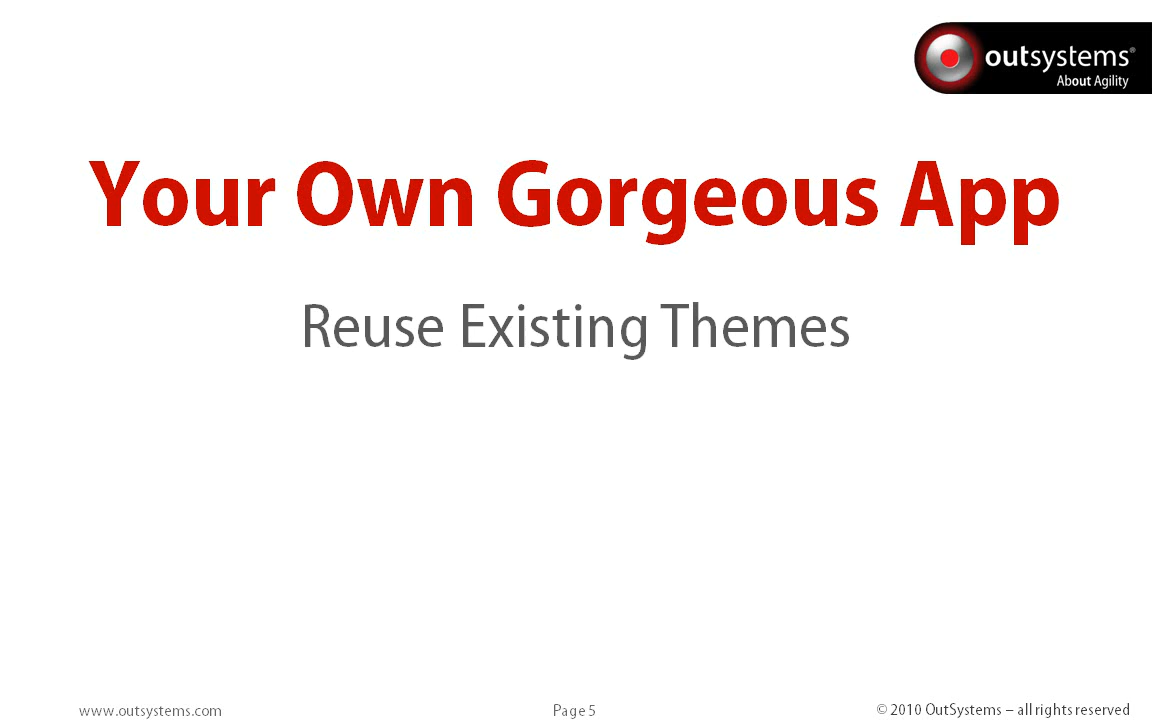 outsystems®
About Agility
Your Own Gorgeous App
Reuse Existing Themes
www.outsystems.com
Page 5
© 2010 OutSystems – all rights reserved